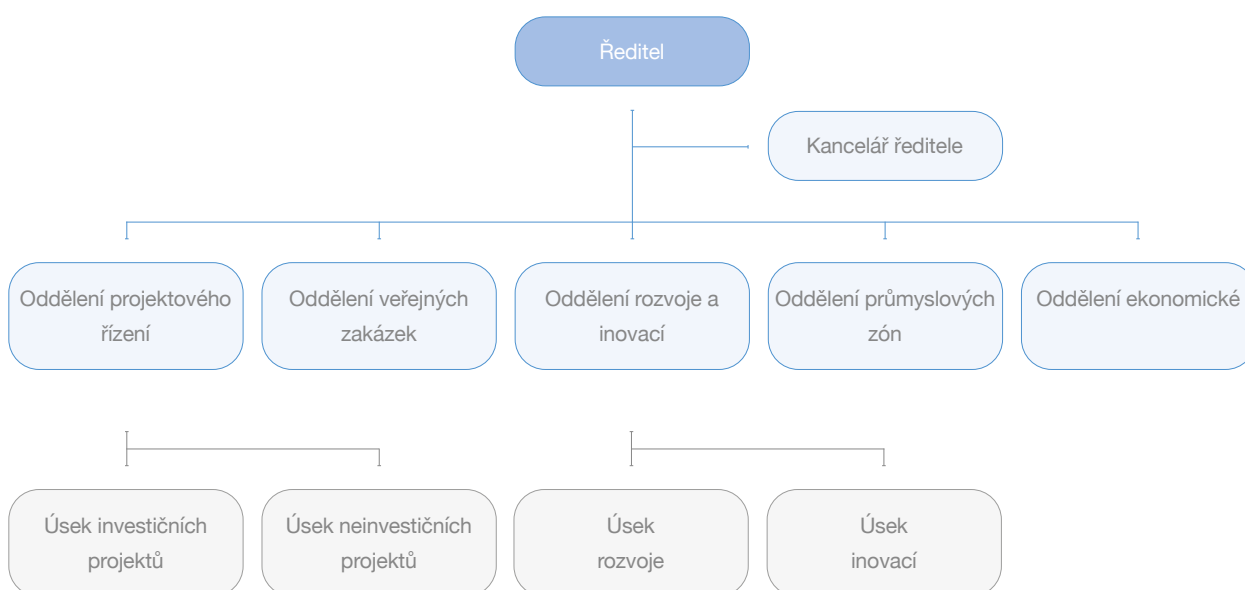 Ředitel
Kancelář ředitele
Oddělení projektového
řízení
Oddělení veřejných
zakázek
Oddělení rozvoje a
inovací
Oddělení průmyslových
zón
Oddělení ekonomické
Úsek investičních
projektů
Úsek neinvestičních
projektů
Úsek
rozvoje
Úsek
inovací